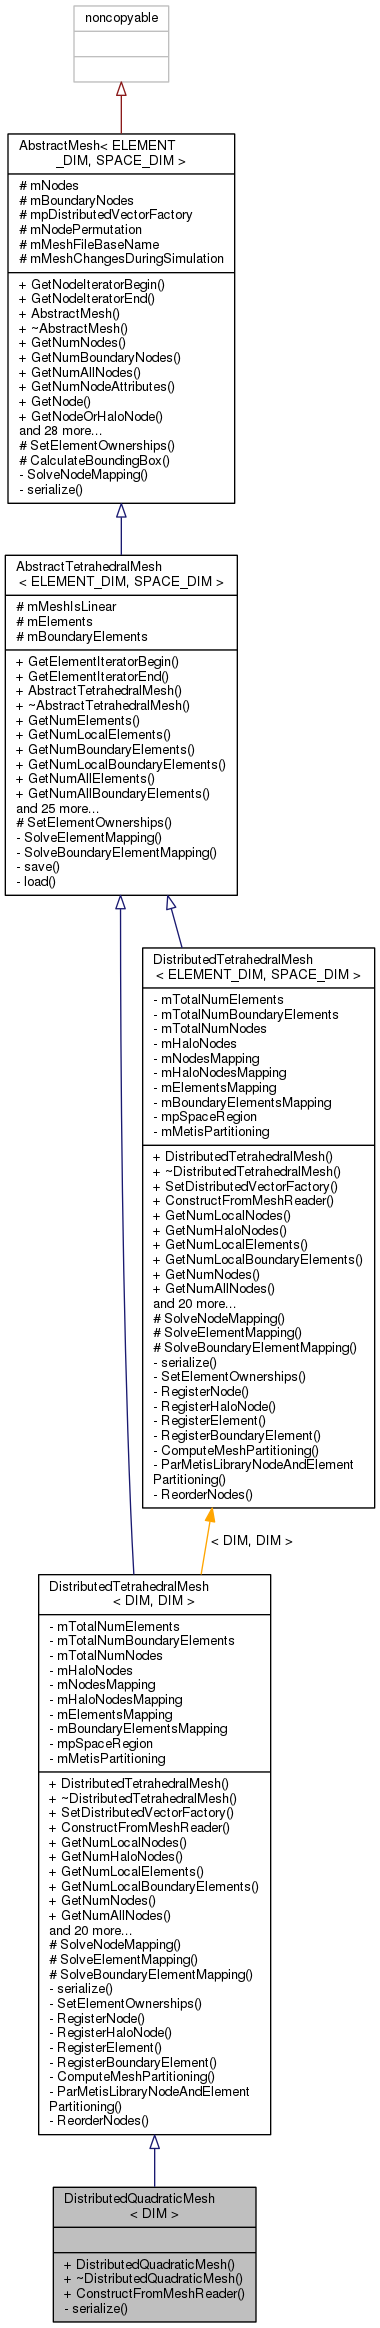 noncopyable
AbstractMesh< ELEMENT
_DIM, SPACE_DIM >
# mNodes
# mBoundaryNodes
# mpDistributedVectorFactory
# mNodePermutation
# mMeshFileBaseName
# mMeshChangesDuringSimulation
+ GetNodeIteratorBegin()
+ GetNodeIteratorEnd()
+ AbstractMesh()
+ ~AbstractMesh()
+ GetNumNodes()
+ GetNumBoundaryNodes()
+ GetNumAllNodes()
+ GetNumNodeAttributes()
+ GetNode()
+ GetNodeOrHaloNode()
and 28 more...
# SetElementOwnerships()
# CalculateBoundingBox()
- SolveNodeMapping()
- serialize()
AbstractTetrahedralMesh
< ELEMENT_DIM, SPACE_DIM >
# mMeshIsLinear
# mElements
# mBoundaryElements
+ GetElementIteratorBegin()
+ GetElementIteratorEnd()
+ AbstractTetrahedralMesh()
+ ~AbstractTetrahedralMesh()
+ GetNumElements()
+ GetNumLocalElements()
+ GetNumBoundaryElements()
+ GetNumLocalBoundaryElements()
+ GetNumAllElements()
+ GetNumAllBoundaryElements()
and 25 more...
# SetElementOwnerships()
- SolveElementMapping()
- SolveBoundaryElementMapping()
- save()
- load()
DistributedTetrahedralMesh
< ELEMENT_DIM, SPACE_DIM >
- mTotalNumElements
- mTotalNumBoundaryElements
- mTotalNumNodes
- mHaloNodes
- mNodesMapping
- mHaloNodesMapping
- mElementsMapping
- mBoundaryElementsMapping
- mpSpaceRegion
- mMetisPartitioning
+ DistributedTetrahedralMesh()
+ ~DistributedTetrahedralMesh()
+ SetDistributedVectorFactory()
+ ConstructFromMeshReader()
+ GetNumLocalNodes()
+ GetNumHaloNodes()
+ GetNumLocalElements()
+ GetNumLocalBoundaryElements()
+ GetNumNodes()
+ GetNumAllNodes()
and 20 more...
# SolveNodeMapping()
# SolveElementMapping()
# SolveBoundaryElementMapping()
- serialize()
- SetElementOwnerships()
- RegisterNode()
- RegisterHaloNode()
- RegisterElement()
- RegisterBoundaryElement()
- ComputeMeshPartitioning()
- ParMetisLibraryNodeAndElement
Partitioning()
- ReorderNodes()
< DIM, DIM >
DistributedTetrahedralMesh
< DIM, DIM >
- mTotalNumElements
- mTotalNumBoundaryElements
- mTotalNumNodes
- mHaloNodes
- mNodesMapping
- mHaloNodesMapping
- mElementsMapping
- mBoundaryElementsMapping
- mpSpaceRegion
- mMetisPartitioning
+ DistributedTetrahedralMesh()
+ ~DistributedTetrahedralMesh()
+ SetDistributedVectorFactory()
+ ConstructFromMeshReader()
+ GetNumLocalNodes()
+ GetNumHaloNodes()
+ GetNumLocalElements()
+ GetNumLocalBoundaryElements()
+ GetNumNodes()
+ GetNumAllNodes()
and 20 more...
# SolveNodeMapping()
# SolveElementMapping()
# SolveBoundaryElementMapping()
- serialize()
- SetElementOwnerships()
- RegisterNode()
- RegisterHaloNode()
- RegisterElement()
- RegisterBoundaryElement()
- ComputeMeshPartitioning()
- ParMetisLibraryNodeAndElement
Partitioning()
- ReorderNodes()
DistributedQuadraticMesh
< DIM >
+ DistributedQuadraticMesh()
+ ~DistributedQuadraticMesh()
+ ConstructFromMeshReader()
- serialize()